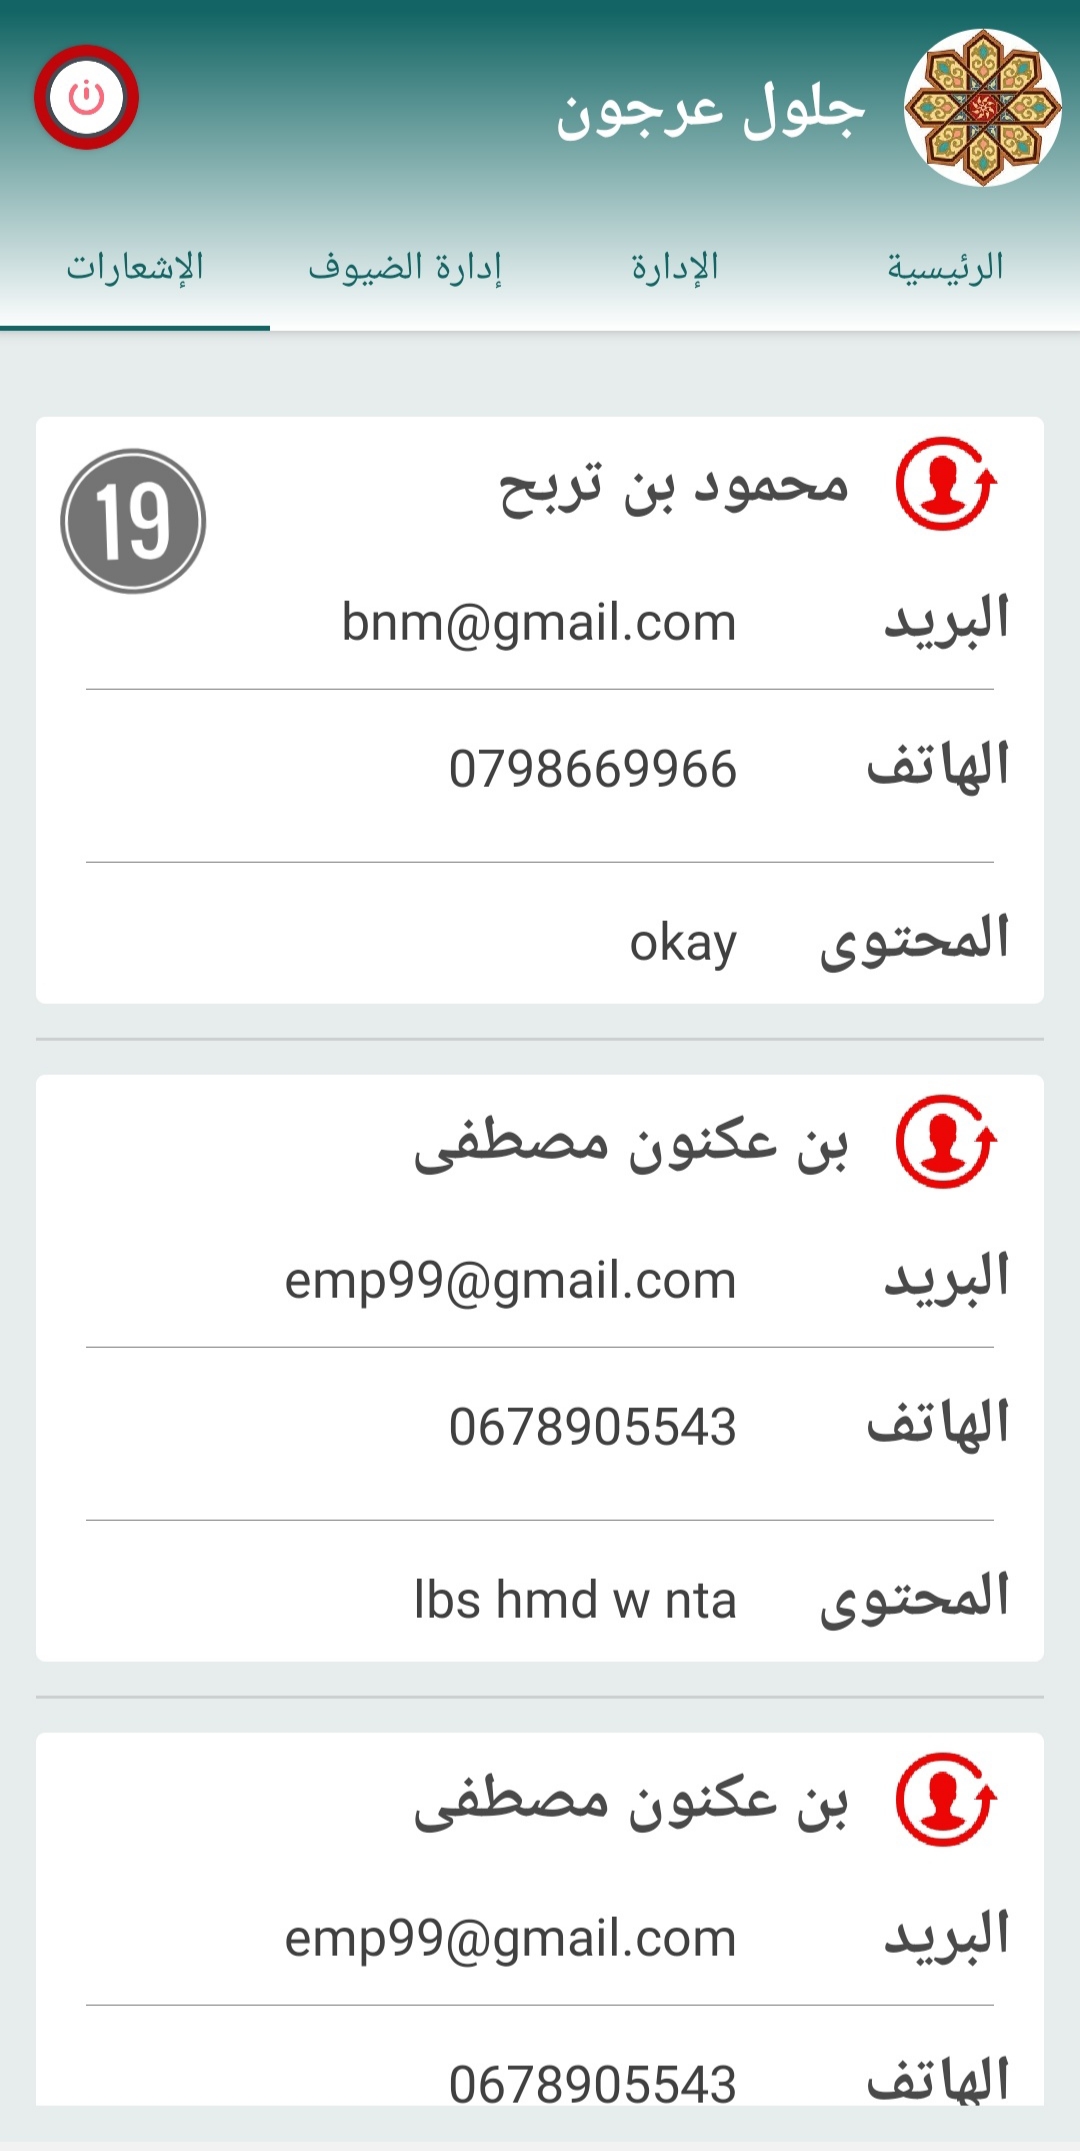 جلول عرجون
الرئيسية الإدارة إدارة الضيوف الإشعارات
محمود بن تربح
19
البريد bnm@gmail.com
الهاتف 0798669966
المحتوى okay
بن عكنون مصطفى
البريد emp99@gmail.com
الهاتف 0678905543
المحتوى lbs hmd w nta
بن عكنون مصطفى
البريد emp99@gmail.com
الهاتف 0678905543